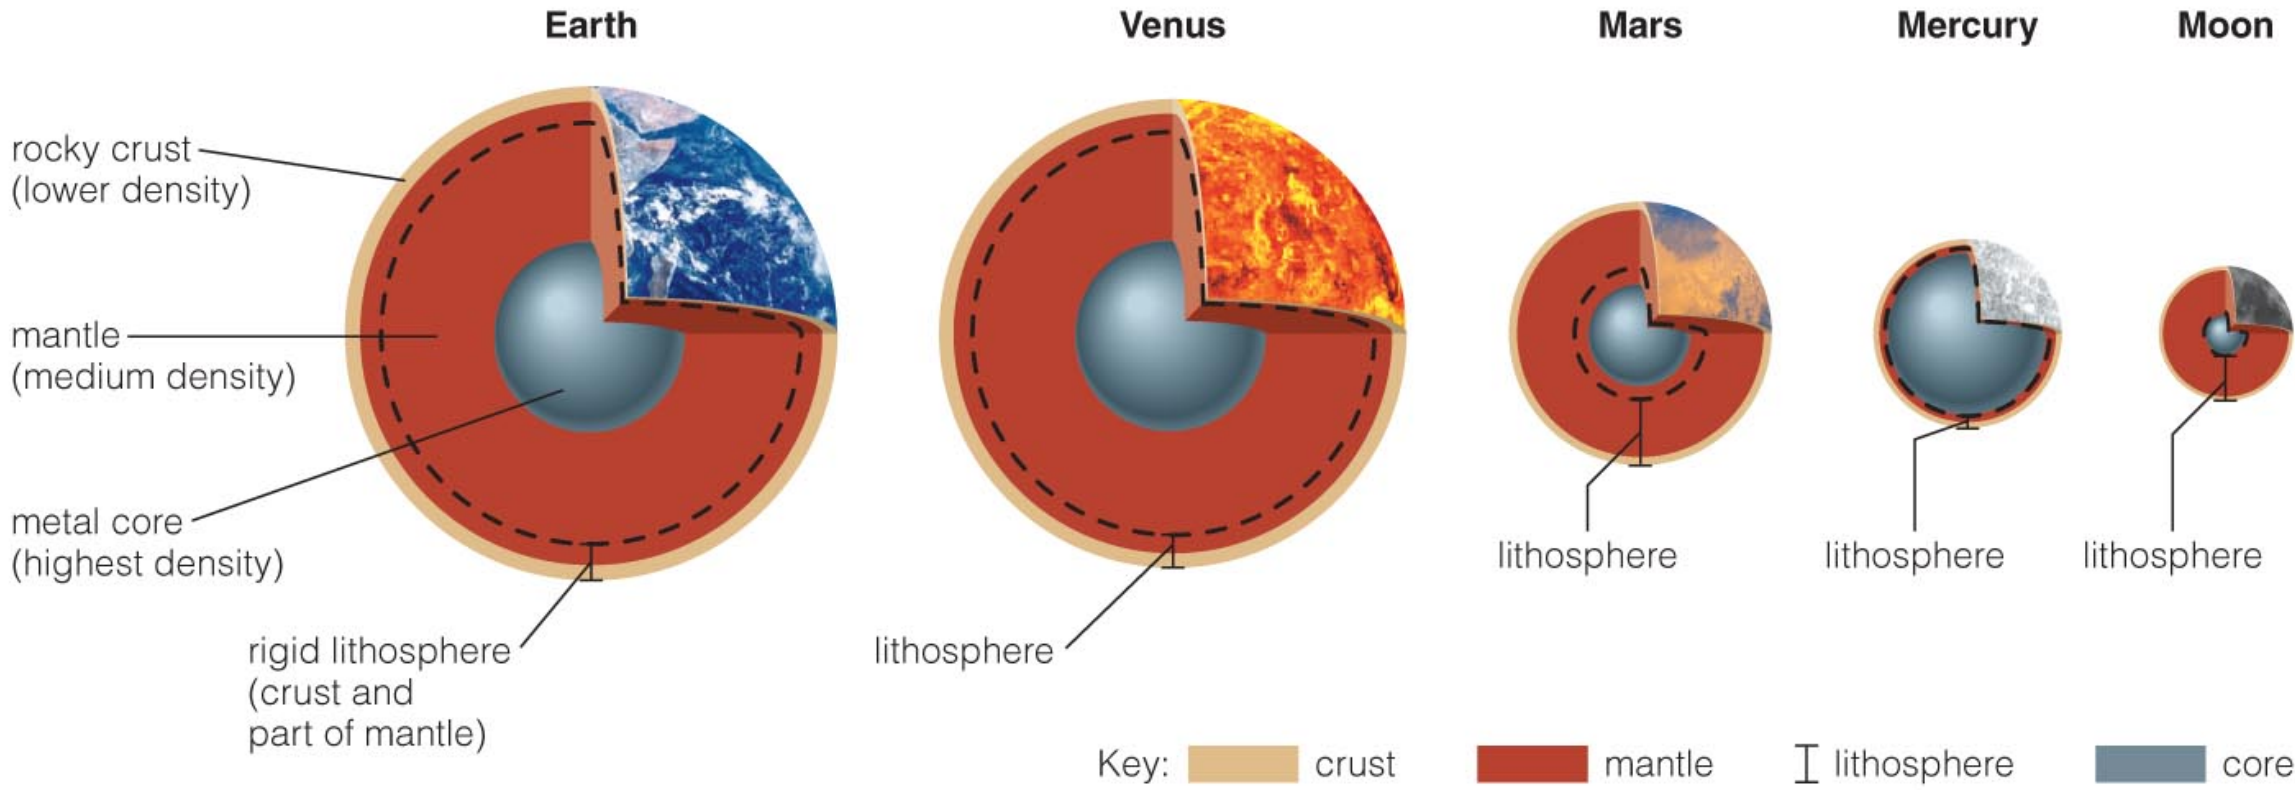 Earth
Venus
Mars
Mercury
Moon
rocky crust
(lower density)
mantle
(medium density)
metal core
(highest density)
rigid lithosphere
(crust and
part of mantle)
lithosphere
lithosphere
lithosphere
lithosphere
Key: crust mantle lithosphere core